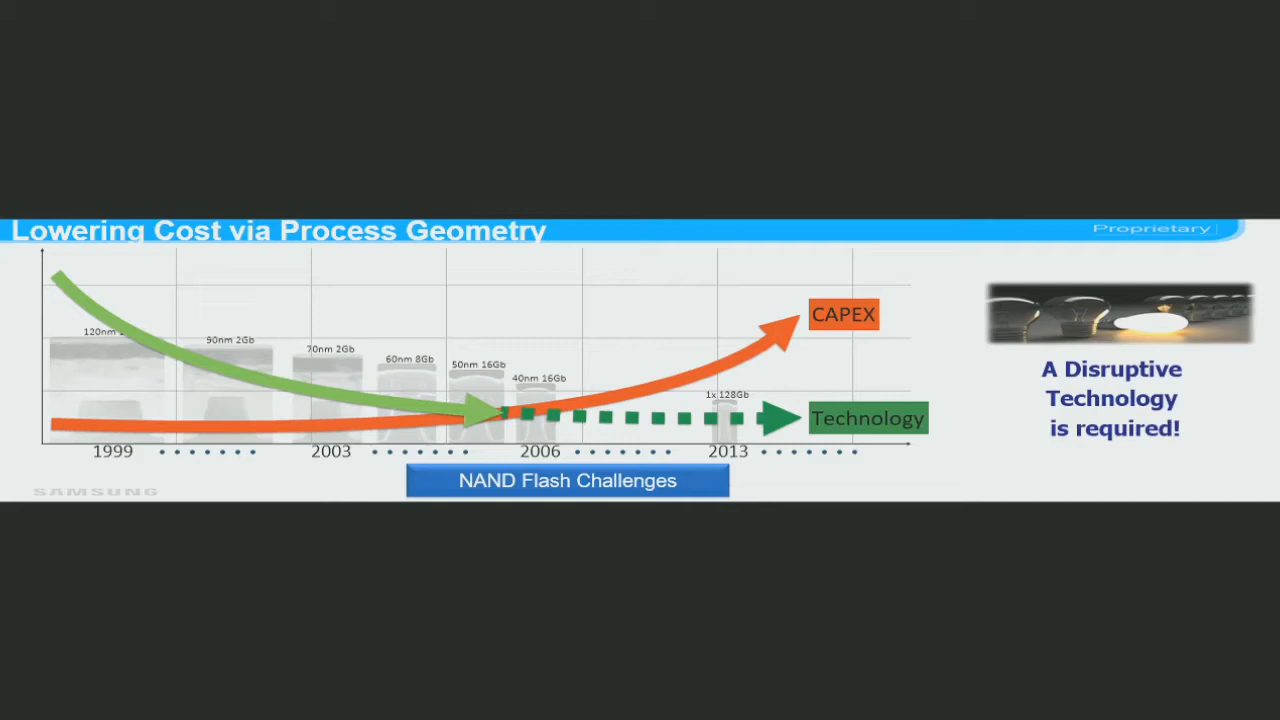 Lowering Cost via Process Geometry
Proprietary
120nm
90nm 2Gb
70nm 2Gb
60nm 8Gb
50nm 16Gb
40nm 16Gb
1x 128Gb
CAPEX
Technology
1999
2003
2006
2013
NAND Flash Challenges
SAMSUNG
A Disruptive
Technology
is required!